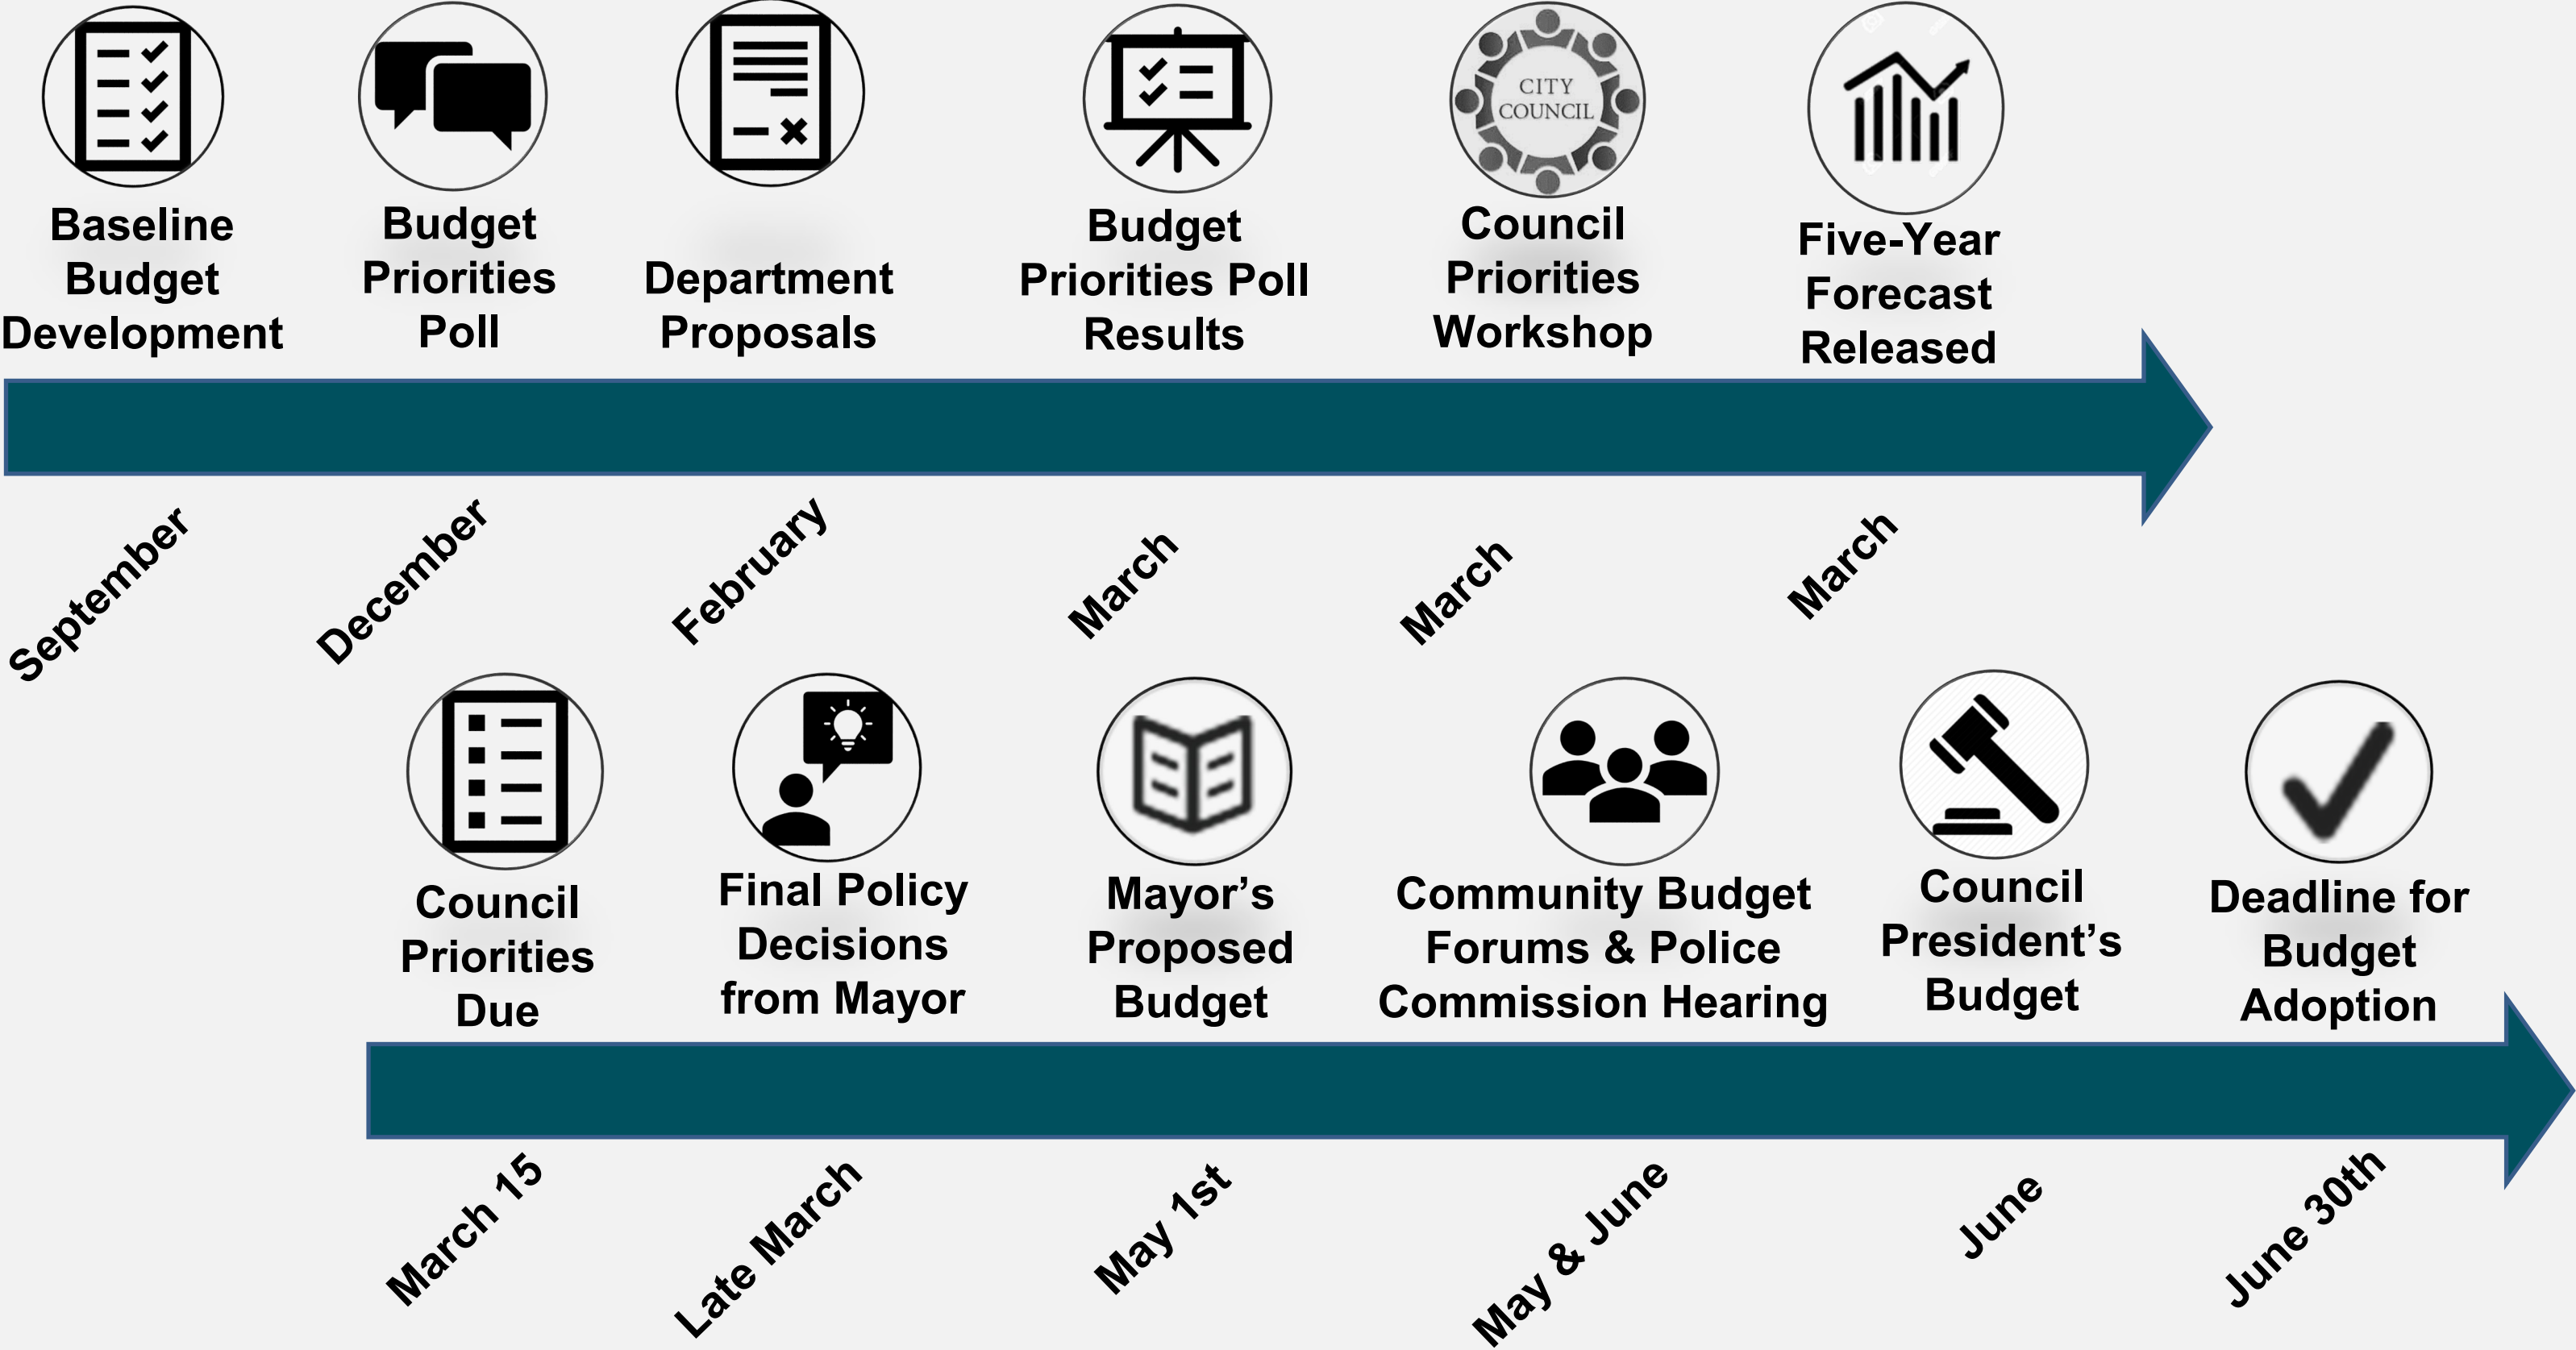 CITY
COUNCIL
Baseline
Budget
Development
Budget
Priorities
Poll
Department
Proposals
Budget
Priorities Poll
Results
Council
Priorities
Workshop
Five-Year
Forecast
Released
September
December
February
March
March
March
Council
Priorities
Due
Final Policy
Decisions
from Mayor
Mayor’s
Proposed
Budget
Community Budget
Forums & Police
Commission Hearing
Council
President’s
Budget
Deadline for
Budget
Adoption
March 15
Late March
May 1st
May & June
June
June 30th